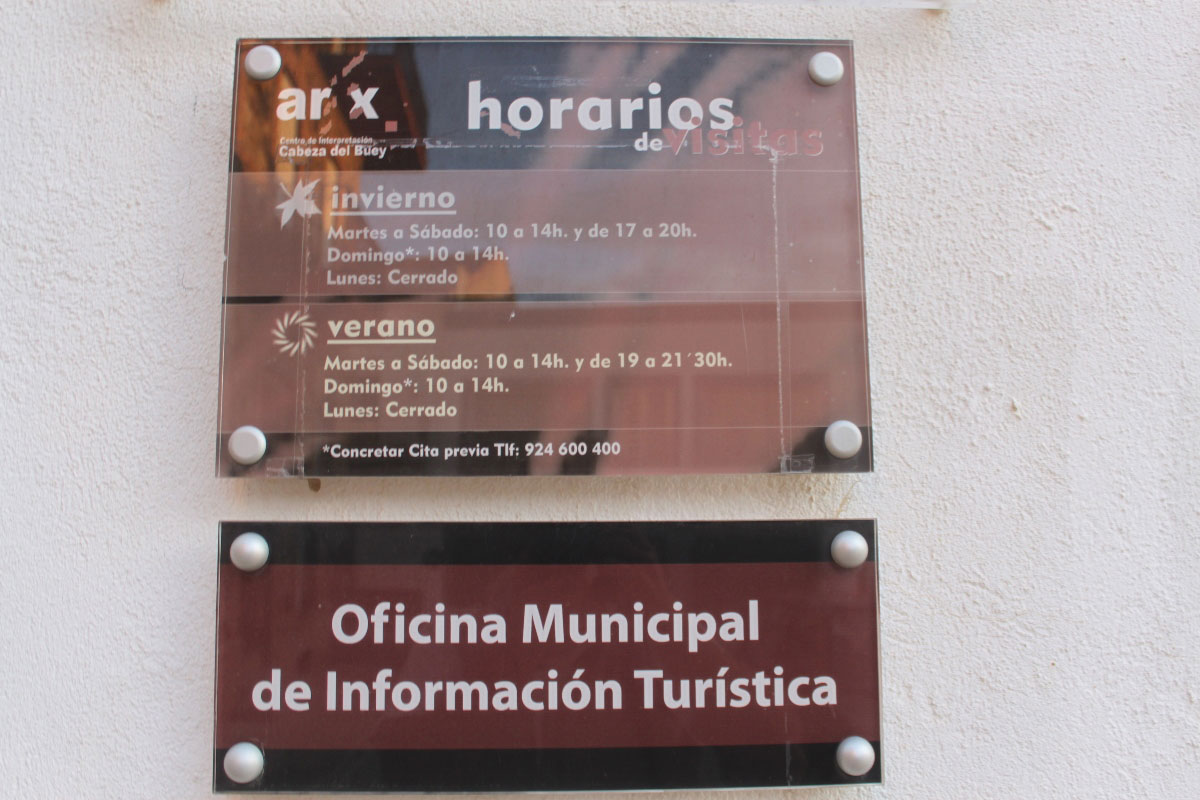 ar x
horarios
de visitas
Centro de Interpretación
Cabeza del Buey
invierno
Martes a Sábado: 10 a 14h. y de 17 a 20h.
Domingo*: 10 a 14h.
Lunes: Cerrado
verano
Martes a Sábado: 10 a 14h. y de 19 a 21´30h.
Domingo*: 10 a 14h.
Lunes: Cerrado
*Concretar Cita previa Tlf: 924 600 400
Oficina Municipal
de Información Turística